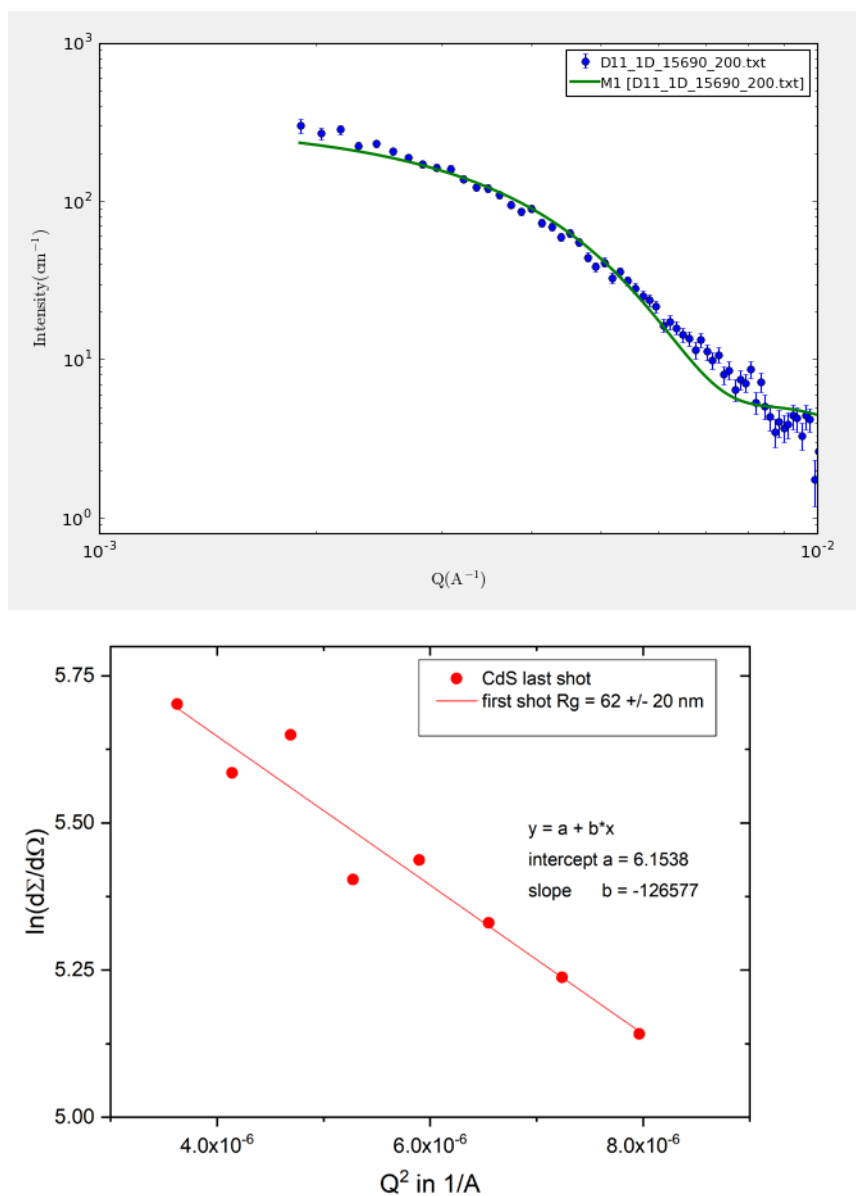 10³
D11_1D_15690_200.txt
M1 [D11_1D_15690_200.txt]
10²
Intensity(cm⁻¹)
10¹
10⁰
10⁻³
10⁻²
Q(A⁻¹)
5.75
CdS last shot
first shot Rg = 62 +/- 20 nm
5.50
y = a + b*x
intercept a = 6.1538
slope b = -126577
ln(dΣ/dΩ)
5.25
5.00
4.0x10⁻⁶ 6.0x10⁻⁶ 8.0x10⁻⁶
Q² in 1/A